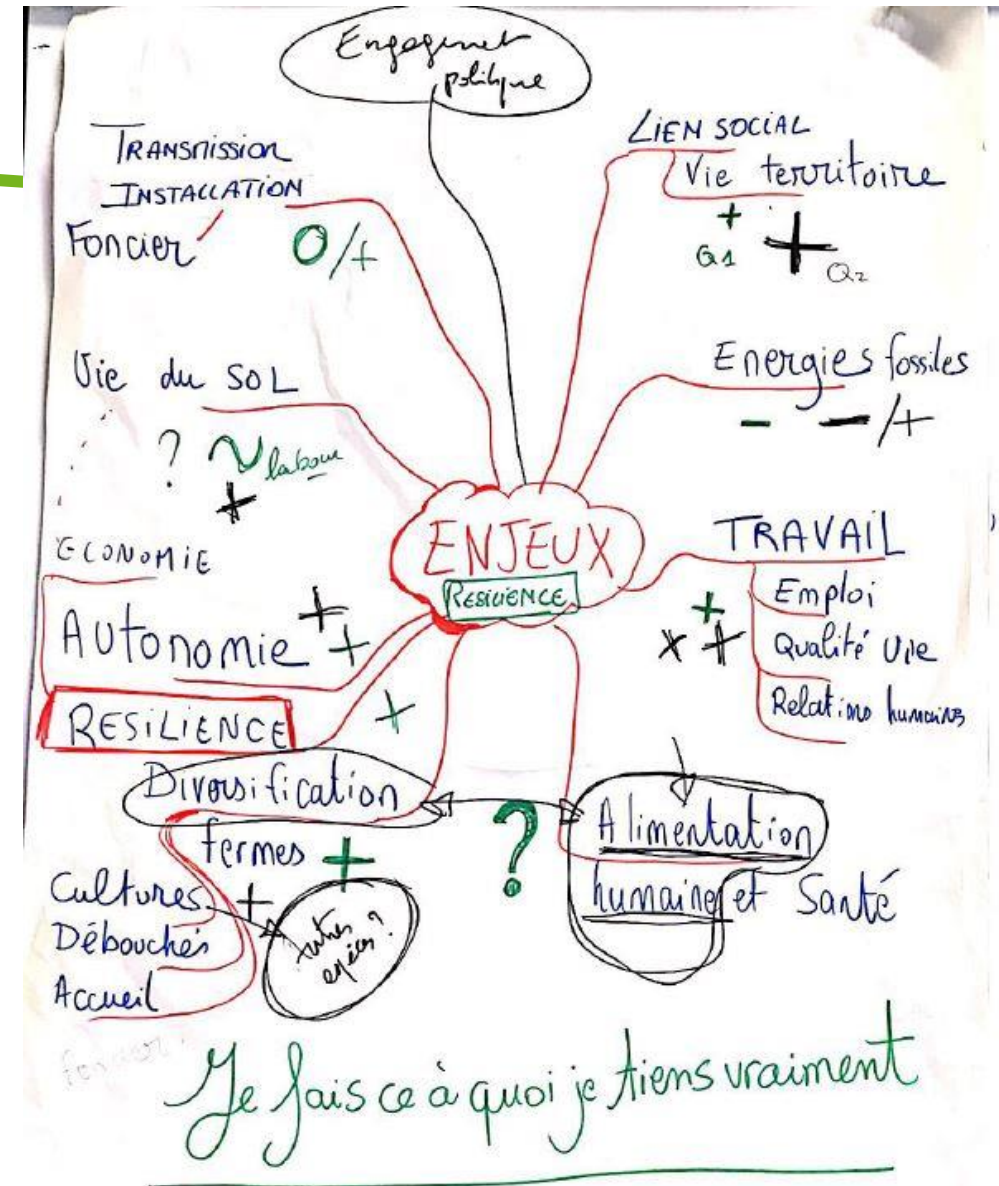 Engagement
politique
TRANSMISSION
INSTALLATION
Foncier
O/+
LIEN SOCIAL
Vie territoire
+
Q1
+
Q2
Vie du SOL
?
~ labour
+
Energies fossiles
- - /+
ENJEUX
RESILIENCE
ECONOMIE
Autonomie
+
+
RESILIENCE
+
TRAVAIL
Emploi
Qualité Vie
Relations humaines
+
x +
Diversification
fermes +
Cultures +
Débouchés
Accueil
autres
espèces ?
?
Alimentation
humaine et Santé
foncier
Je fais ce à quoi je tiens vraiment